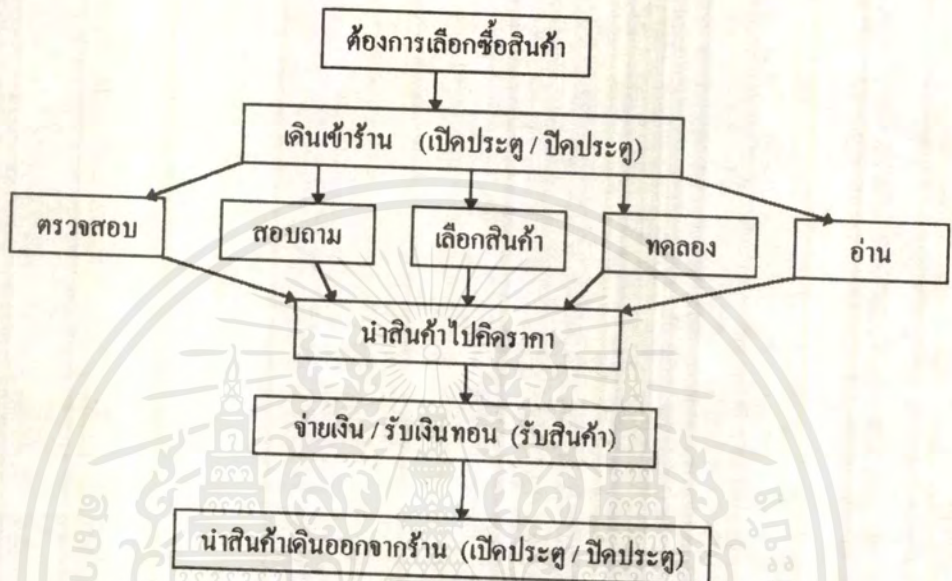 ต้องการเลือกซื้อสินค้า
เดินเข้าร้าน (เปิดประตู / ปิดประตู)
ตรวจสอบ
สอบถาม
เลือกสินค้า
ทดลอง
อ่าน
นำสินค้าไปคิดราคา
จ่ายเงิน / รับเงินทอน (รับสินค้า)
นำสินค้าเดินออกจากร้าน (เปิดประตู / ปิดประตู)